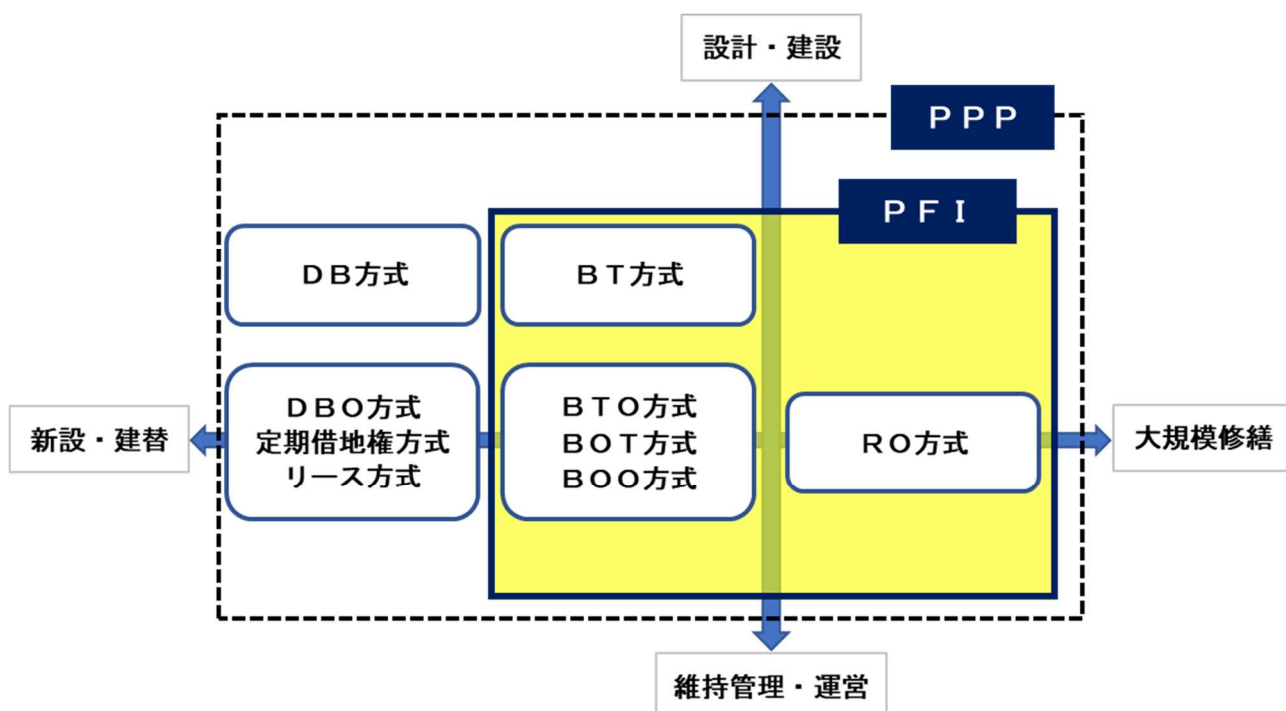 設計・建設
ＰＰＰ
ＰＦＩ
ＤＢ方式
ＢＴ方式
ＤＢＯ方式
定期借地権方式
リース方式
ＢＴＯ方式
ＢＯＴ方式
ＢＯＯ方式
ＲＯ方式
新設・建替
大規模修繕
維持管理・運営